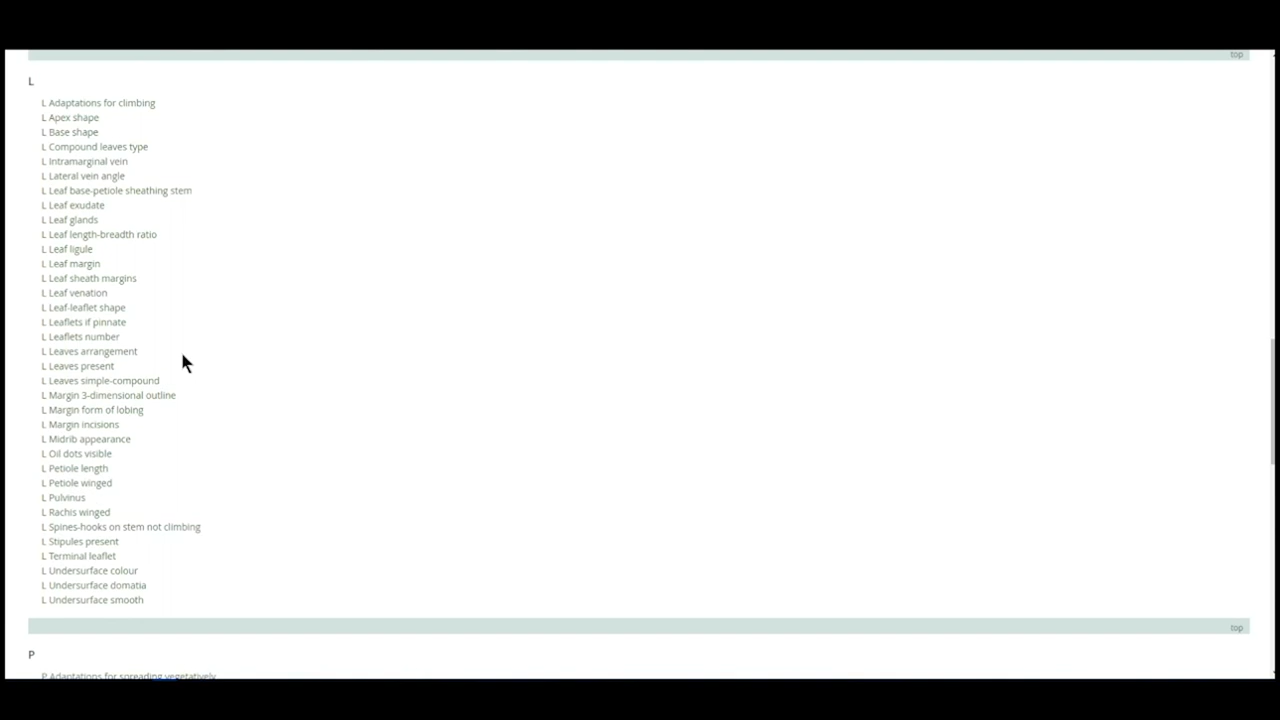 top
L
L Adaptations for climbing
L Apex shape
L Base shape
L Compound leaves type
L Intramarginal vein
L Lateral vein angle
L Leaf base-petiole sheathing stem
L Leaf exudate
L Leaf glands
L Leaf length-breadth ratio
L Leaf ligule
L Leaf margin
L Leaf sheath margins
L Leaf venation
L Leaf-leaflet shape
L Leaflets if pinnate
L Leaflets number
L Leaves arrangement
L Leaves present
L Leaves simple-compound
L Margin 3-dimensional outline
L Margin form of lobing
L Margin incisions
L Midrib appearance
L Oil dots visible
L Petiole length
L Petiole winged
L Pulvinus
L Rachis winged
L Spines-hooks on stem not climbing
L Stipules present
L Terminal leaflet
L Undersurface colour
L Undersurface domatia
L Undersurface smooth
top
P
P Adaptations for spreading vegetatively